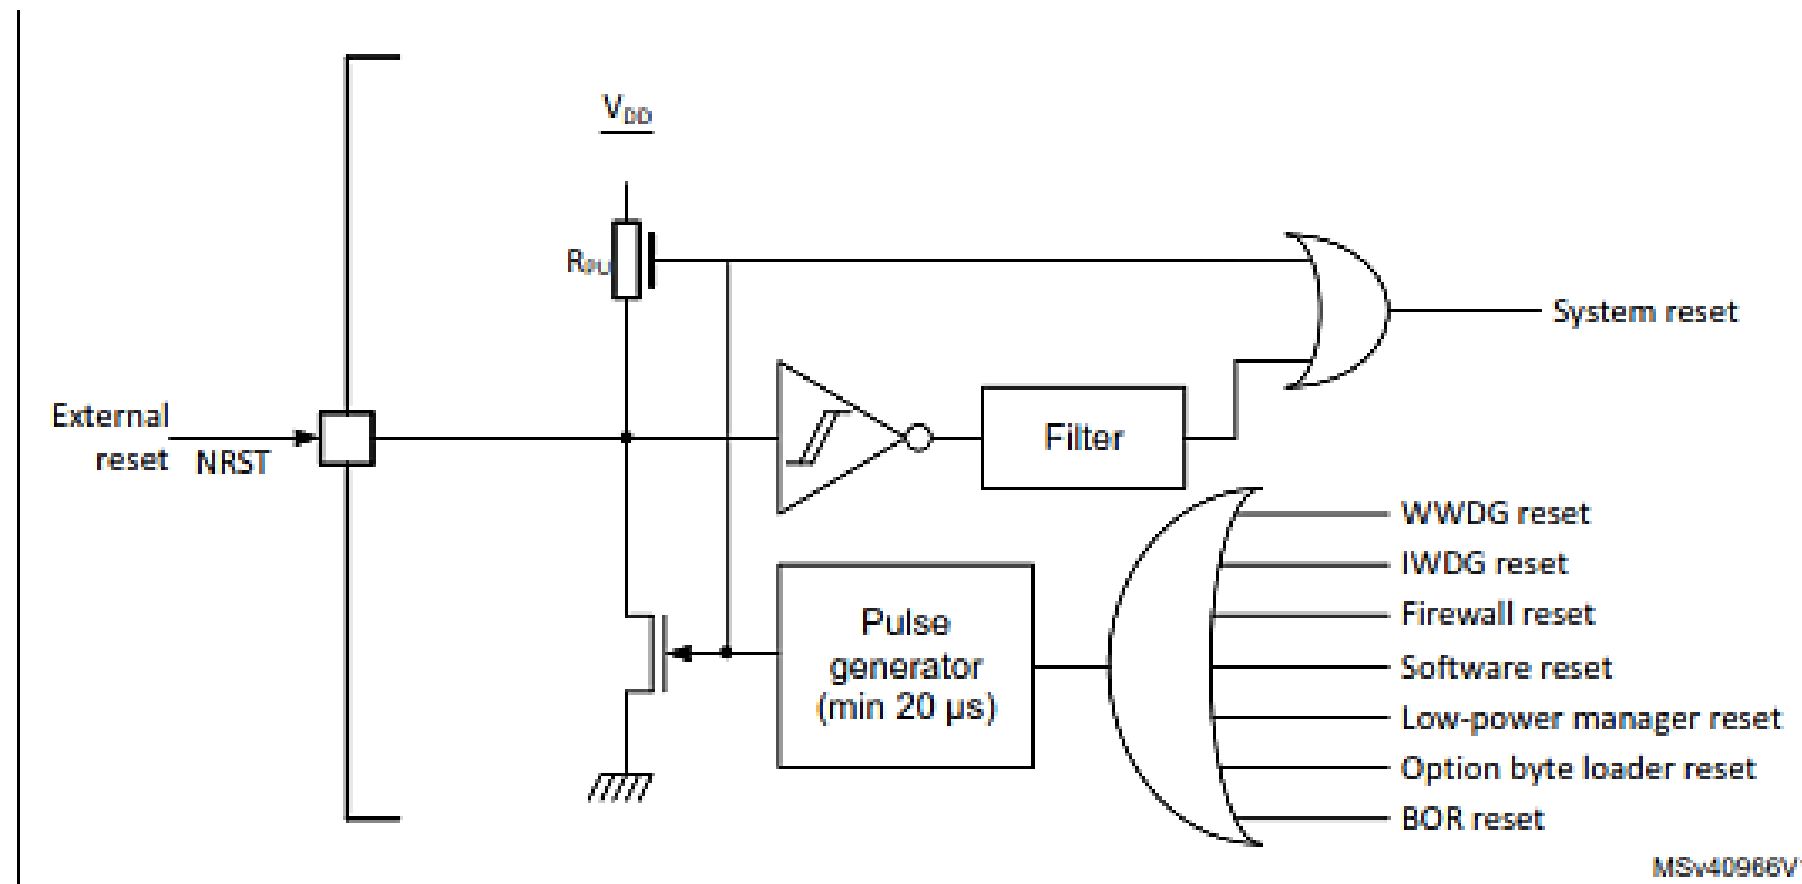 VDD
RPU
System reset
External
reset NRST
Filter
WWDG reset
IWDG reset
Firewall reset
Pulse
generator
(min 20 µs)
Software reset
Low-power manager reset
Option byte loader reset
BOR reset
MSv40966V1